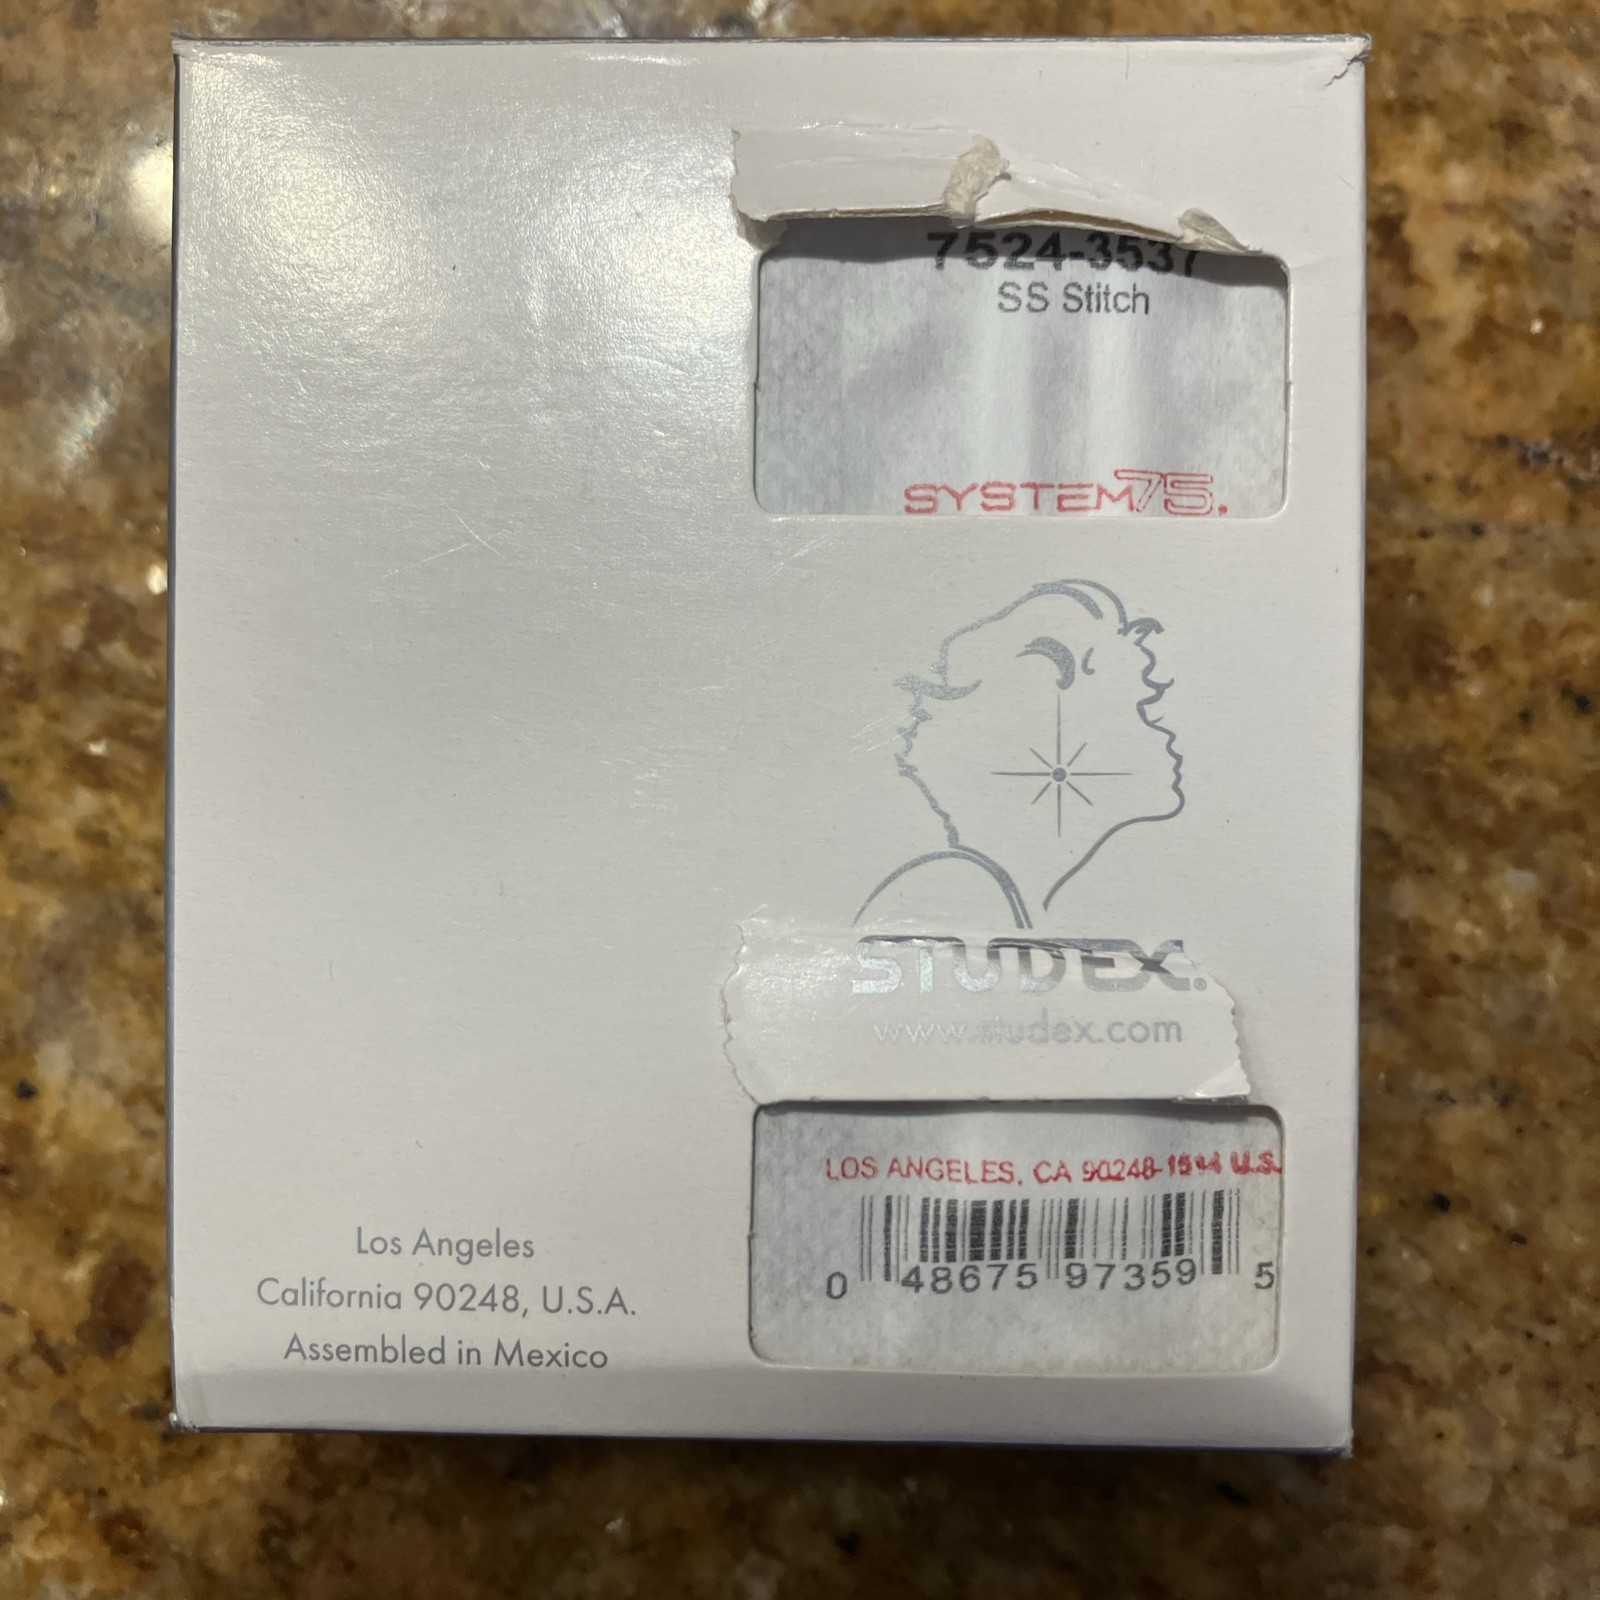 7524-3537
SS Stitch
SYSTEM75.
STUDEX.
www.studex.com
LOS ANGELES, CA 90248-1594 U.S.
0 48675 97359 5
Los Angeles
California 90248, U.S.A.
Assembled in Mexico